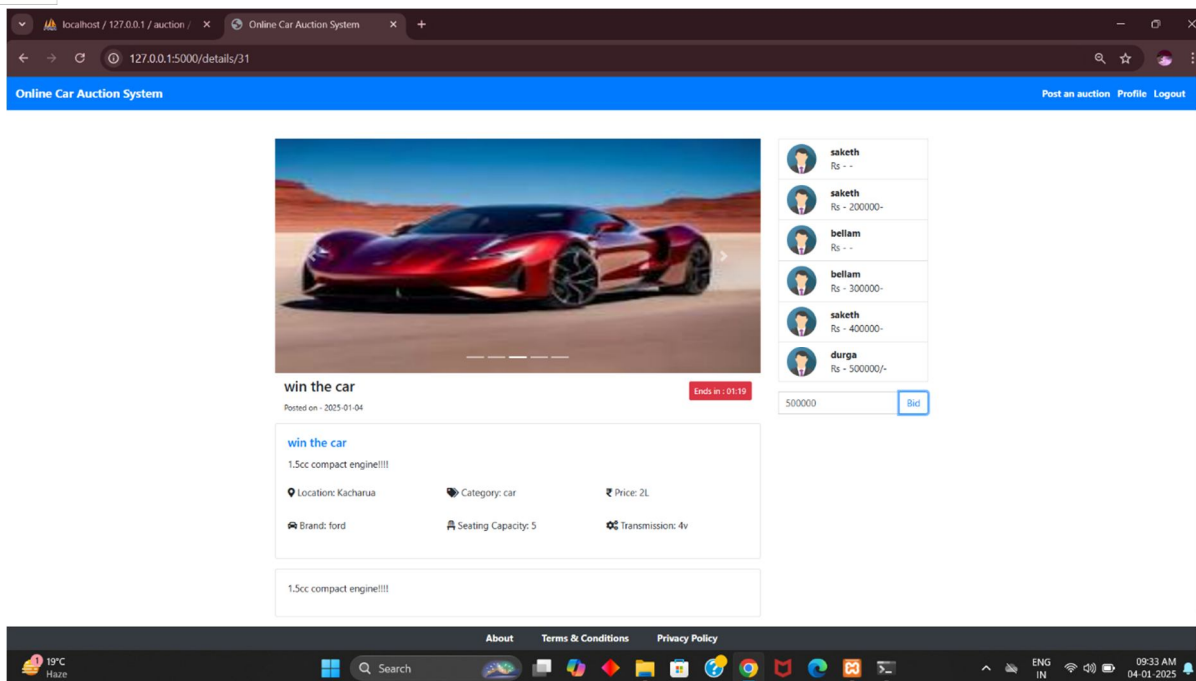 localhost / 127.0.0.1 / auction /
Online Car Auction System
127.0.0.1:5000/details/31
Online Car Auction System
Post an auction Profile Logout
saketh
Rs - -
saketh
Rs - 200000-
bellam
Rs - -
bellam
Rs - 300000-
saketh
Rs - 400000-
durga
Rs - 500000/-
500000 Bid
win the car
Ends in : 01:19
Posted on - 2025-01-04
win the car
1.5cc compact engine!!!!
Location: Kacharua Category: car ₹ Price: 2L
Brand: ford Seating Capacity: 5 Transmission: 4v
1.5cc compact engine!!!!
About Terms & Conditions Privacy Policy
1
19°C
Haze
Search
ENG
IN
09:33 AM
04-01-2025